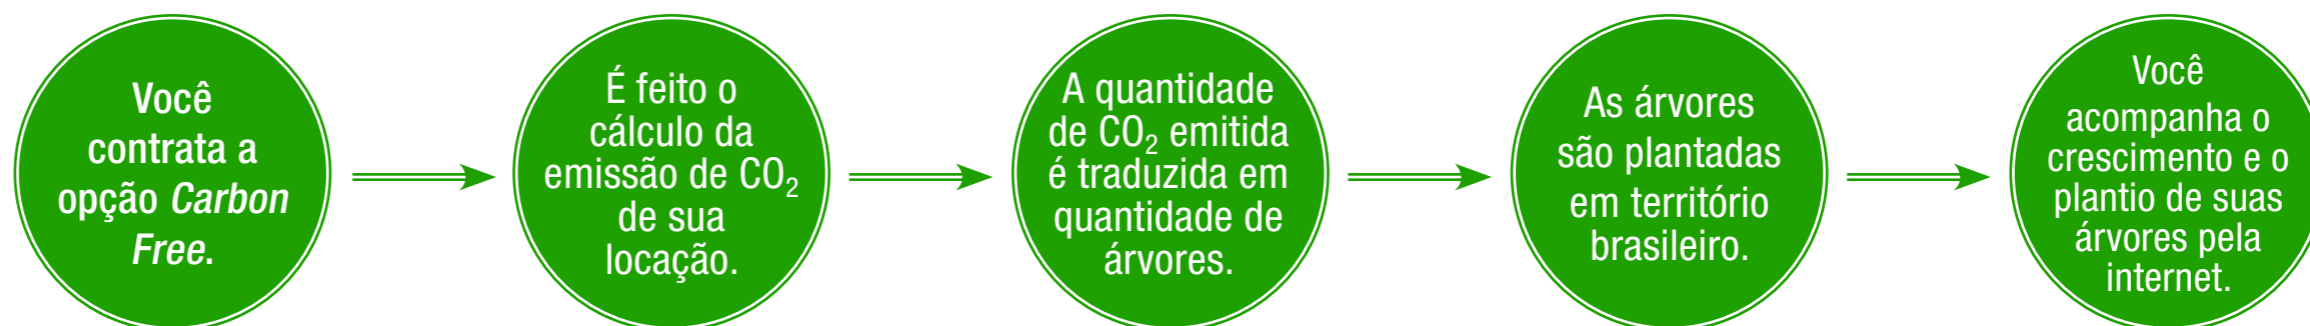 Você
contrata a
opção Carbon
Free.
É feito o
cálculo da
emissão de CO₂
de sua
locação.
A quantidade
de CO₂ emitida
é traduzida em
quantidade de
árvores.
As árvores
são plantadas
em território
brasileiro.
Você
acompanha o
crescimento e o
plantio de suas
árvores pela
internet.